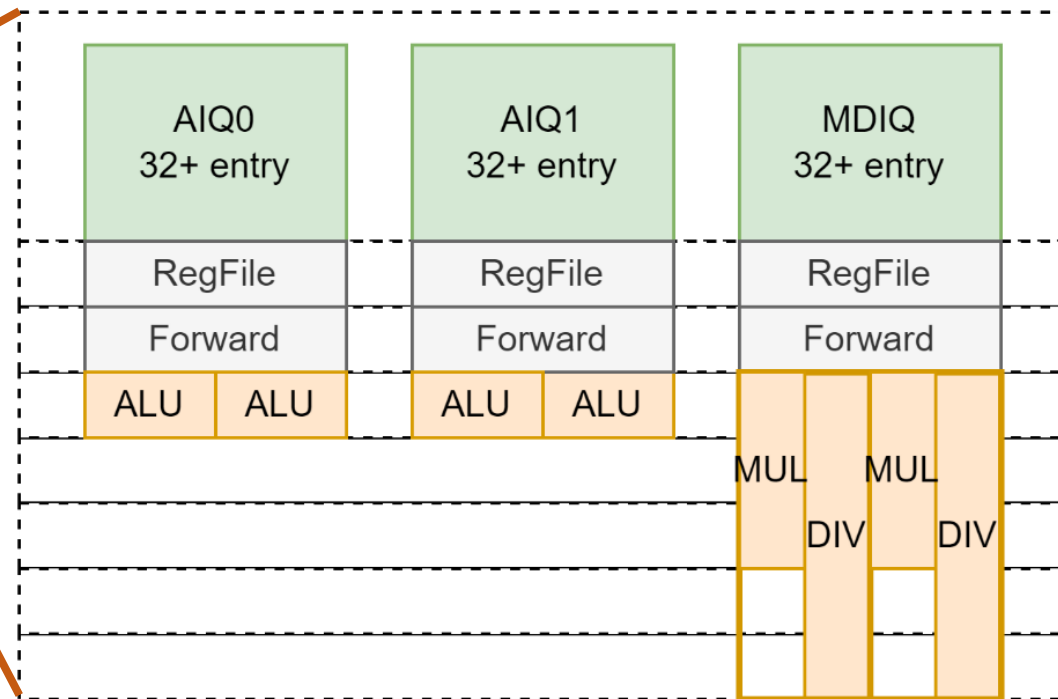 AIQ0
32+ entry
AIQ1
32+ entry
MDIQ
32+ entry
RegFile
RegFile
RegFile
Forward
Forward
Forward
ALU
ALU
ALU
ALU
MUL
MUL
DIV
DIV